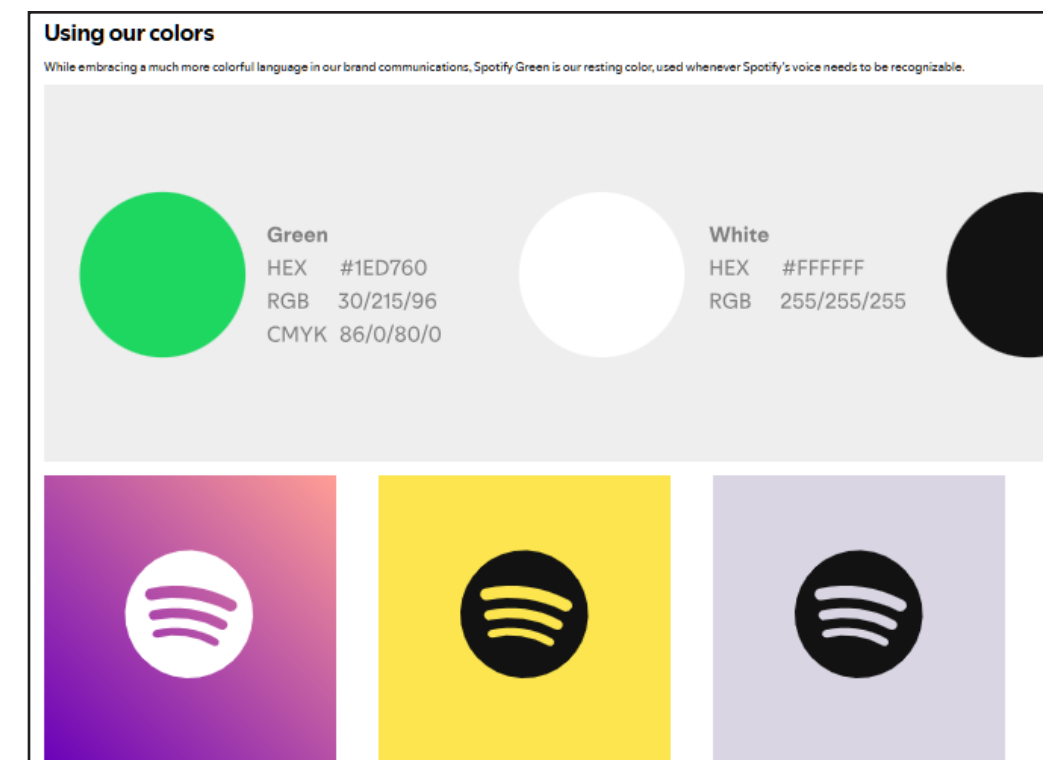 Using our colors
While embracing a much more colorful language in our brand communications, Spotify Green is our resting color, used whenever Spotify's voice needs to be recognizable.
Green
HEX #1ED760
RGB 30/215/96
CMYK 86/0/80/0
White
HEX #FFFFFF
RGB 255/255/255